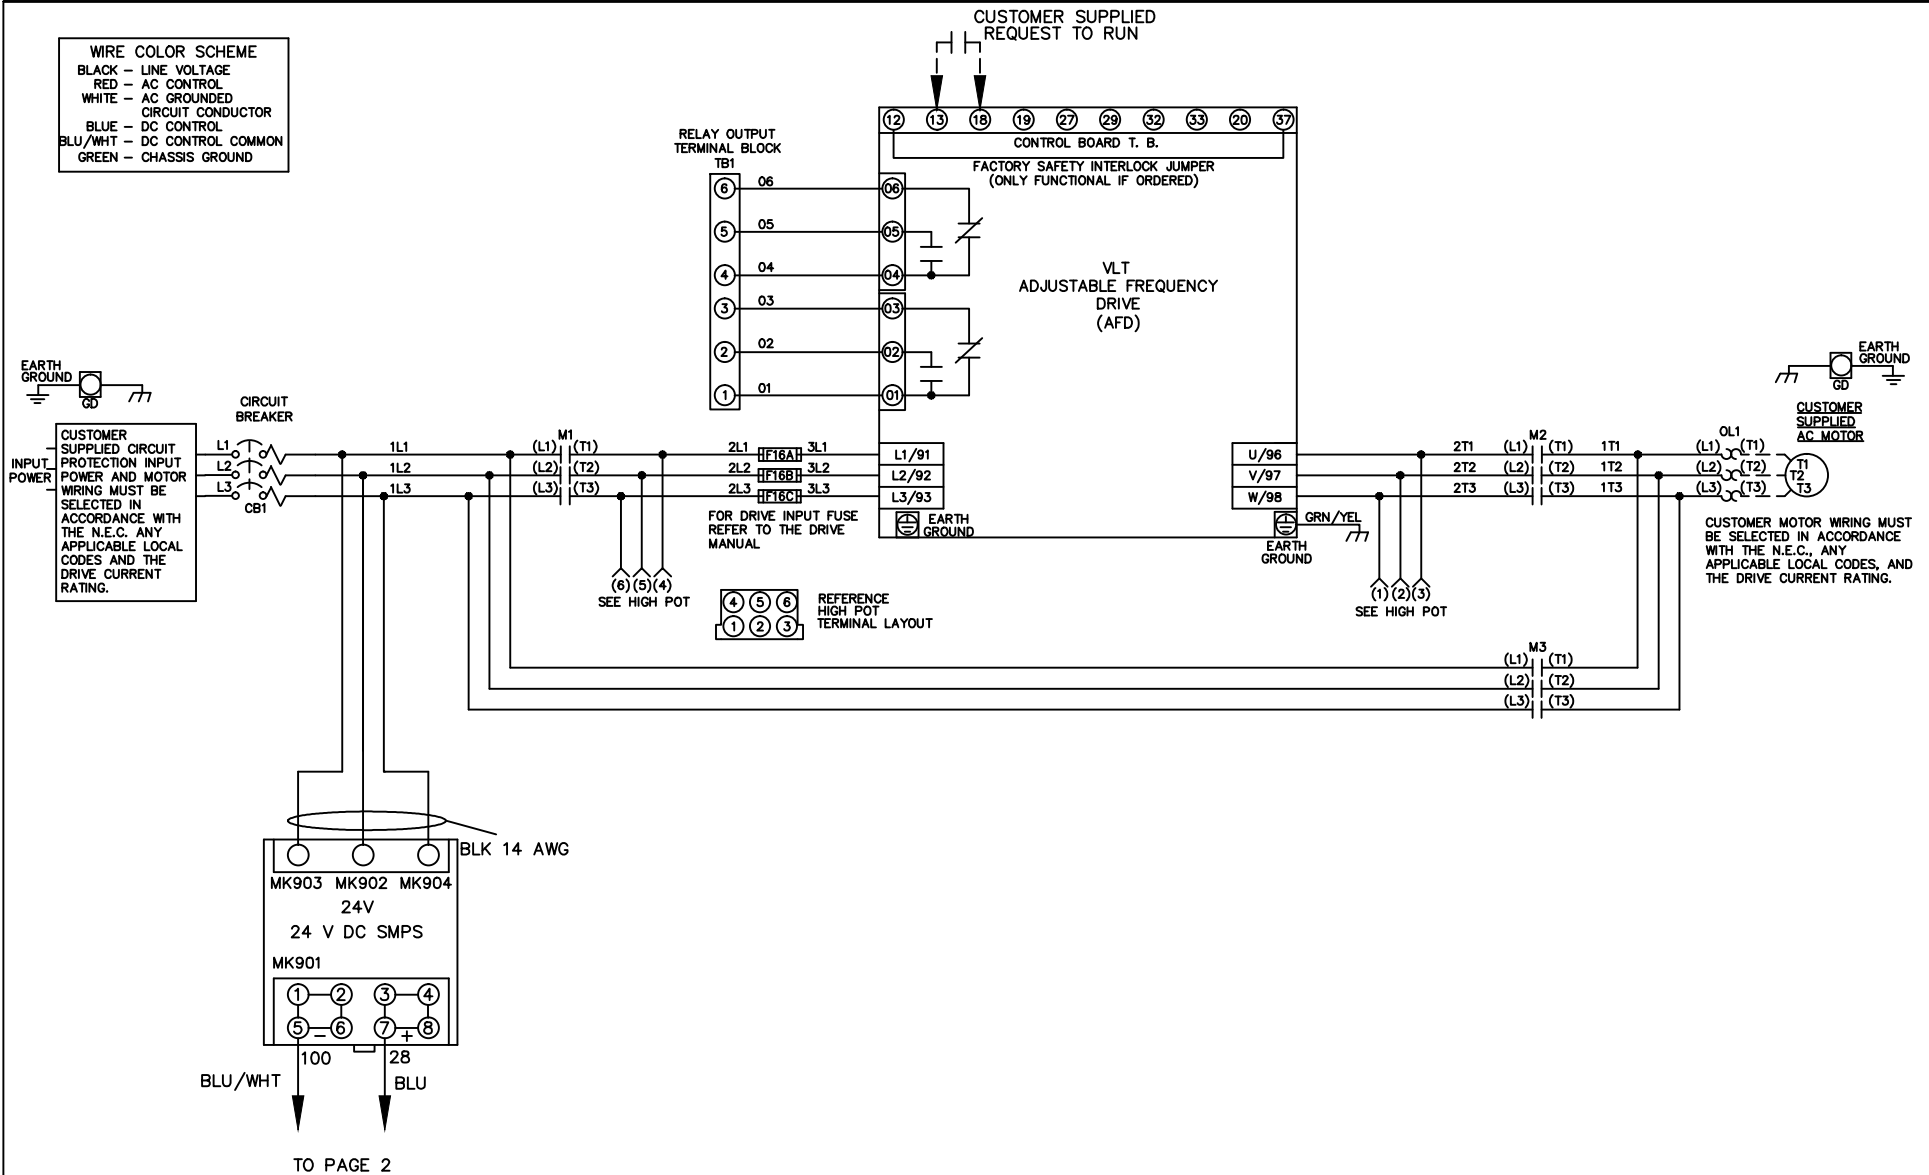 CUSTOMER SUPPLIED
REQUEST TO RUN
WIRE COLOR SCHEME
BLACK – LINE VOLTAGE
RED – AC CONTROL
WHITE – AC GROUNDED
CIRCUIT CONDUCTOR
BLUE – DC CONTROL
BLU/WHT – DC CONTROL COMMON
GREEN – CHASSIS GROUND
12 13 18 19 27 29 32 33 20 37
CONTROL BOARD T. B.
FACTORY SAFETY INTERLOCK JUMPER
(ONLY FUNCTIONAL IF ORDERED)
RELAY OUTPUT
TERMINAL BLOCK
TB1
6 06 06
5 05 05
4 04 04
3 03 03
2 02 02
1 01 01
VLT
ADJUSTABLE FREQUENCY
DRIVE
(AFD)
EARTH
GROUND
GD
CIRCUIT
BREAKER
INPUT
POWER
CUSTOMER
SUPPLIED CIRCUIT
PROTECTION INPUT
POWER AND MOTOR
WIRING MUST BE
SELECTED IN
ACCORDANCE WITH
THE N.E.C. ANY
APPLICABLE LOCAL
CODES AND THE
DRIVE CURRENT
RATING.
L1
L2
L3
CB1
1L1
1L2
1L3
M1
(L1) (T1)
(L2) (T2)
(L3) (T3)
2L1 F16A 3L1
2L2 F16B 3L2
2L3 F16C 3L3
FOR DRIVE INPUT FUSE
REFER TO THE DRIVE
MANUAL
L1/91
L2/92
L3/93
EARTH
GROUND
(6) (5) (4)
SEE HIGH POT
4 5 6
1 2 3
REFERENCE
HIGH POT
TERMINAL LAYOUT
U/96
V/97
W/98
GRN/YEL
EARTH
GROUND
2T1
2T2
2T3
M2
(L1) (T1)
(L2) (T2)
(L3) (T3)
1T1
1T2
1T3
(1) (2) (3)
SEE HIGH POT
OL1
(L1) (T1)
(L2) (T2)
(L3) (T3)
EARTH
GROUND
GD
CUSTOMER
SUPPLIED
AC MOTOR
T1
T2
T3
CUSTOMER MOTOR WIRING MUST
BE SELECTED IN ACCORDANCE
WITH THE N.E.C., ANY
APPLICABLE LOCAL CODES, AND
THE DRIVE CURRENT RATING.
M3
(L1) (T1)
(L2) (T2)
(L3) (T3)
BLK 14 AWG
MK903 MK902 MK904
24V
24 V DC SMPS
MK901
1 2 3 4
5 – 6 7 + 8
100 28
BLU/WHT BLU
TO PAGE 2